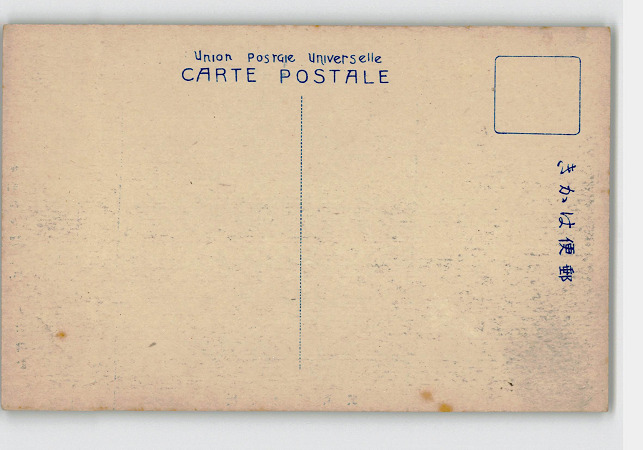 Union Postale Universelle
CARTE POSTALE
郵便はかき